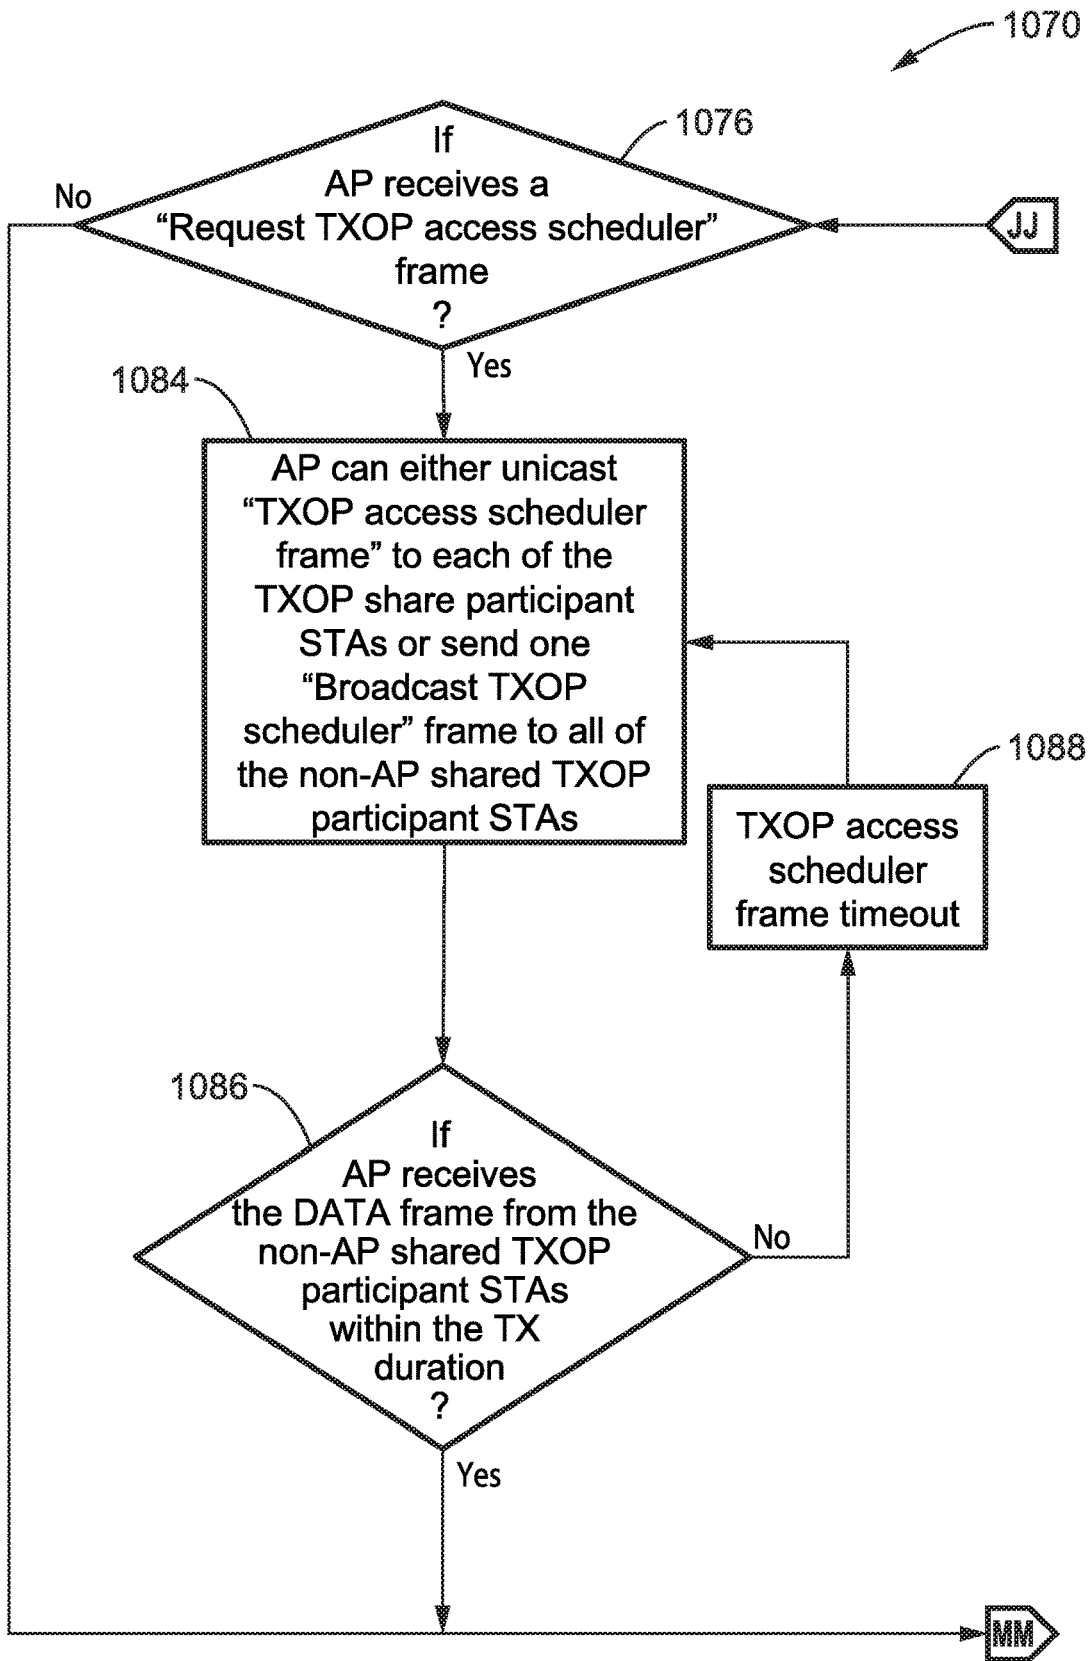 1070
1076
If
AP receives a
“Request TXOP access scheduler”
frame
?
No
JJ
Yes
1084
AP can either unicast
“TXOP access scheduler
frame” to each of the
TXOP share participant
STAs or send one
“Broadcast TXOP
scheduler” frame to all of
the non-AP shared TXOP
participant STAs
1088
TXOP access
scheduler
frame timeout
1086
If
AP receives
the DATA frame from the
non-AP shared TXOP
participant STAs
within the TX
duration
?
No
Yes
MM